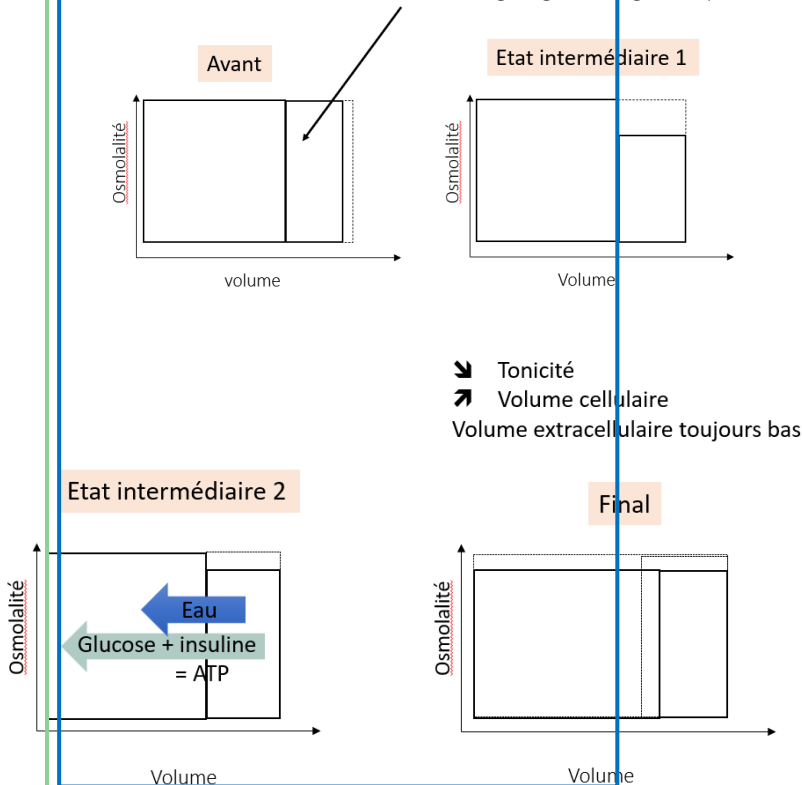 Avant
Etat intermédiaire 1
Osmolalité
Osmolalité
volume
Volume
Tonicité
Volume cellulaire
Volume extracellulaire toujours bas
Etat intermédiaire 2
Final
Osmolalité
Eau
Glucose + insuline
= ATP
Osmolalité
Volume
Volume